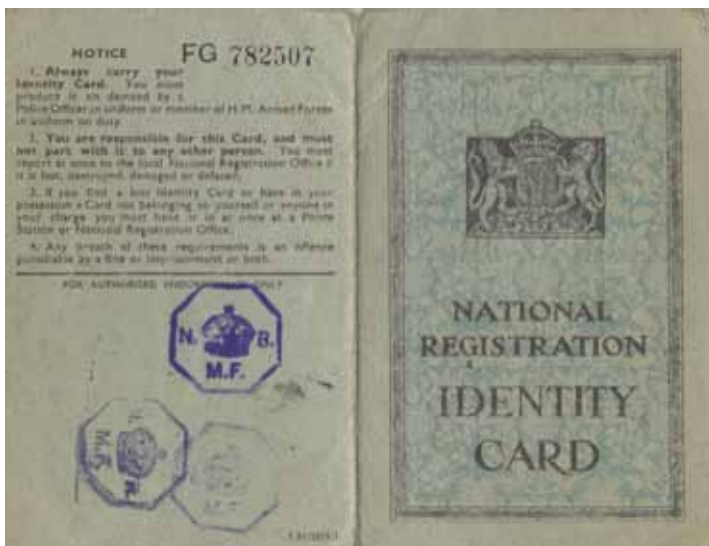 NOTICE FG 782507
1. Always carry your
Identity Card. You must
produce it on demand by a
Police Officer in uniform or member of H.M. Armed Forces
in uniform on duty.
2. You are responsible for this Card, and must
not part with it to any other person. You must
report at once to the local National Registration Office if
it is lost, destroyed, damaged or defaced.
3. If you find a lost Identity Card or have in your
possession a Card not belonging to yourself or anyone in
your charge you must hand it in at once at a Police
Station or National Registration Office.
4. Any breach of these requirements is an offence
punishable by a fine or imprisonment or both.
FOR AUTHORISED ENDORSEMENTS ONLY
N. B.
M.F.
M.F.
NATIONAL
REGISTRATION
IDENTITY
CARD